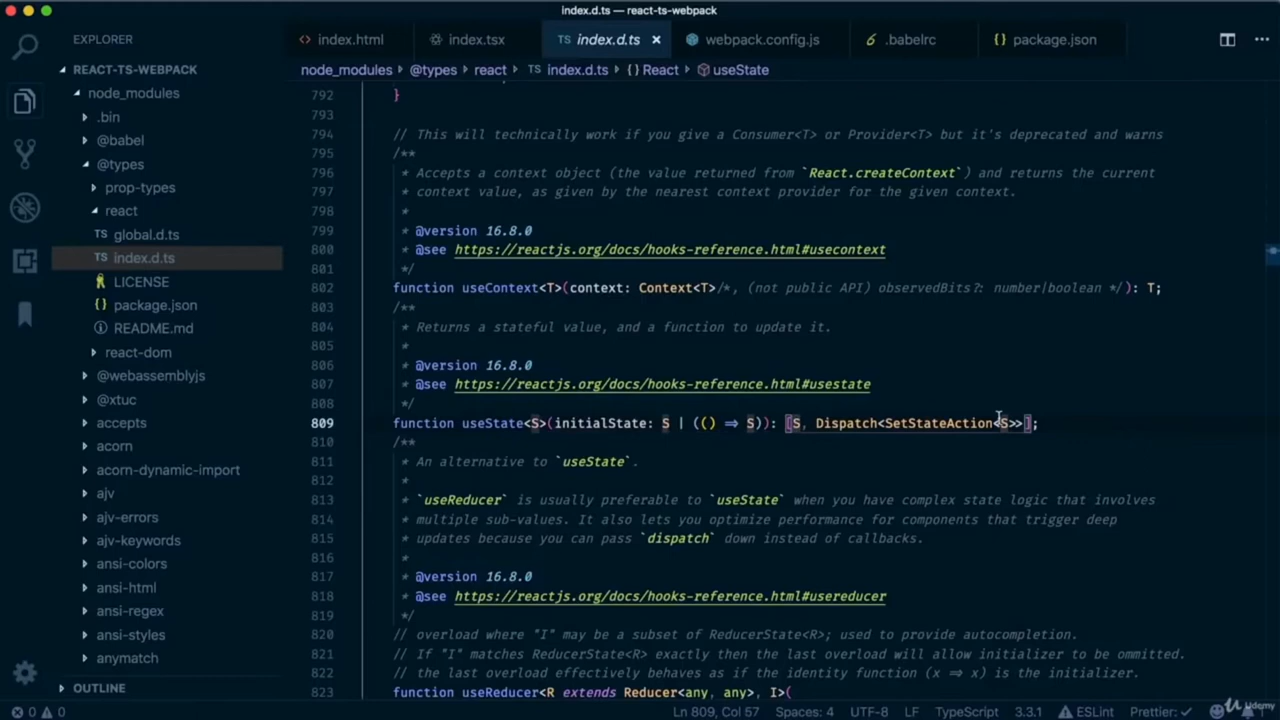 index.d.ts — react-ts-webpack
EXPLORER
index.html
index.tsx
TS index.d.ts ×
webpack.config.js
.babelrc
{} package.json
REACT-TS-WEBPACK
node_modules › @types › react › TS index.d.ts › {} React › useState
node_modules
.bin
@babel
@types
prop-types
react
global.d.ts
index.d.ts
LICENSE
package.json
README.md
react-dom
@webassemblyjs
@xtuc
accepts
acorn
acorn-dynamic-import
ajv
ajv-errors
ajv-keywords
ansi-colors
ansi-html
ansi-regex
ansi-styles
anymatch
OUTLINE
792 }
793
794 // This will technically work if you give a Consumer<T> or Provider<T> but it's deprecated and warns
795 /**
796 * Accepts a context object (the value returned from `React.createContext`) and returns the current
797 * context value, as given by the nearest context provider for the given context.
798 *
799 * @version 16.8.0
800 * @see https://reactjs.org/docs/hooks-reference.html#usecontext
801 */
802 function useContext<T>(context: Context<T>/*, (not public API) observedBits?: number|boolean */): T;
803 /**
804 * Returns a stateful value, and a function to update it.
805 *
806 * @version 16.8.0
807 * @see https://reactjs.org/docs/hooks-reference.html#usestate
808 */
809 function useState<S>(initialState: S | (() => S)): [S, Dispatch<SetStateAction<S>>];
810 /**
811 * An alternative to `useState`.
812 *
813 * `useReducer` is usually preferable to `useState` when you have complex state logic that involves
814 * multiple sub-values. It also lets you optimize performance for components that trigger deep
815 * updates because you can pass `dispatch` down instead of callbacks.
816 *
817 * @version 16.8.0
818 * @see https://reactjs.org/docs/hooks-reference.html#usereducer
819 */
820 // overload where "I" may be a subset of ReducerState<R>; used to provide autocompletion.
821 // If "I" matches ReducerState<R> exactly then the last overload will allow initializer to be ommitted.
822 // the last overload effectively behaves as if the identity function (x => x) is the initializer.
823 function useReducer<R extends Reducer<any, any>, I>(
0 0
Ln 809, Col 57 Spaces: 4 UTF-8 LF TypeScript 3.3.1 ESLint Prettier: ✓
Udemy